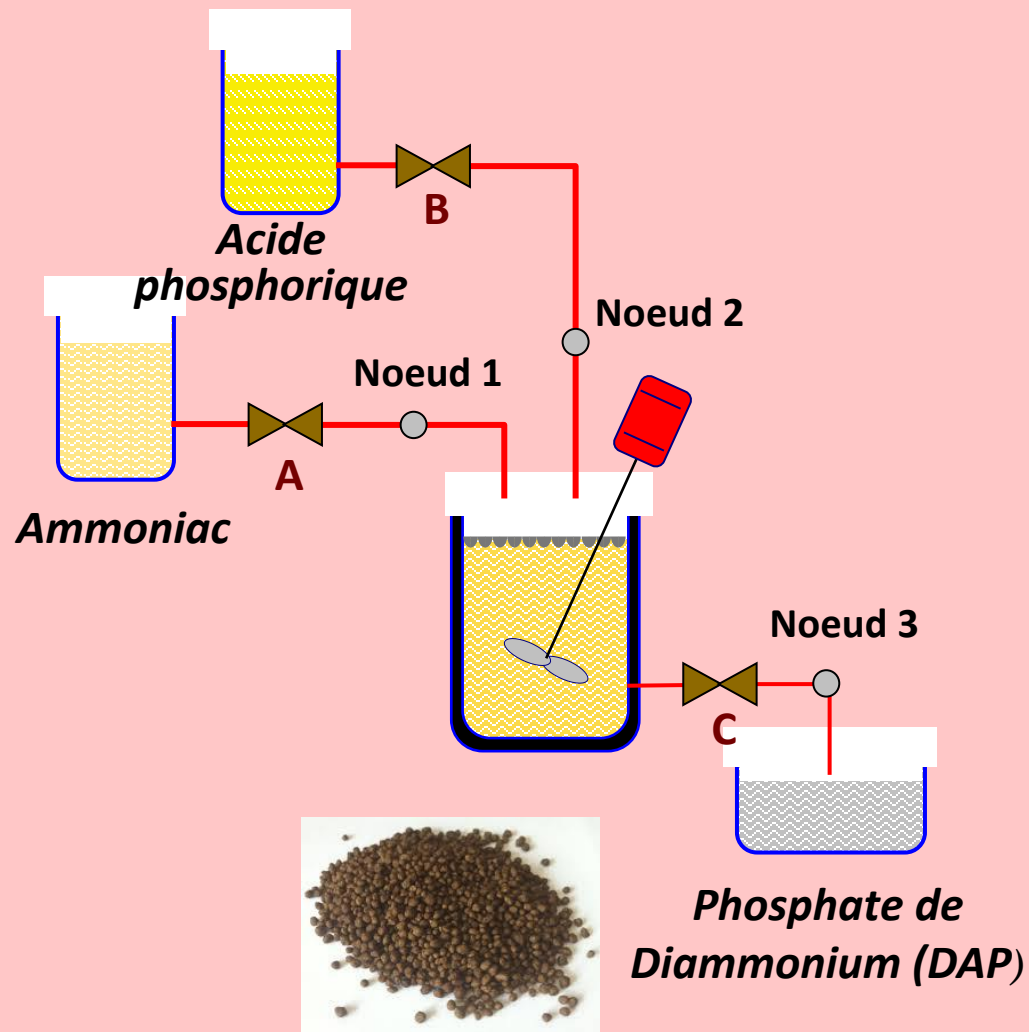 B
Acide
phosphorique
Noeud 2
Noeud 1
A
Ammoniac
Noeud 3
C
Phosphate de
Diammonium (DAP)